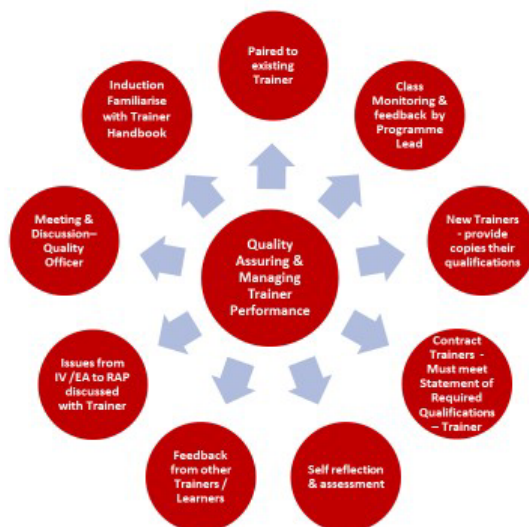 Paired to
existing
Trainer
Class
Monitoring &
feedback by
Programme
Lead
New Trainers
- provide
copies their
qualifications
Contract
Trainers -
Must meet
Statement of
Required
Qualifications
– Trainer
Self reflection
& assessment
Feedback
from other
Trainers /
Learners
Issues from
IV /EA to RAP
discussed
with Trainer
Meeting &
Discussion–
Quality
Officer
Induction
Familiarise
with Trainer
Handbook
Quality
Assuring &
Managing
Trainer
Performance